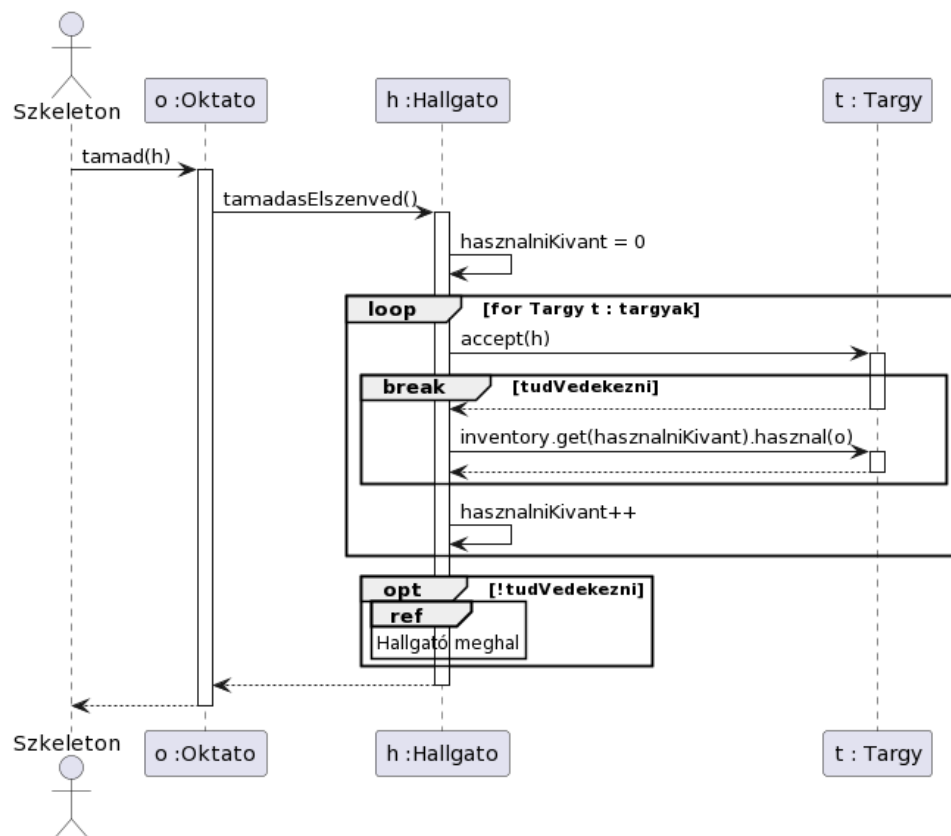 Szkeleton
o :Oktato
h :Hallgato
t : Targy
tamad(h)
tamadasElszenved()
hasznalniKivant = 0
loop [for Targy t : targyak]
accept(h)
break [tudVedekezni]
inventory.get(hasznalniKivant).hasznal(o)
hasznalniKivant++
opt [!tudVedekezni]
ref
Hallgató meghal
Szkeleton
o :Oktato
h :Hallgato
t : Targy